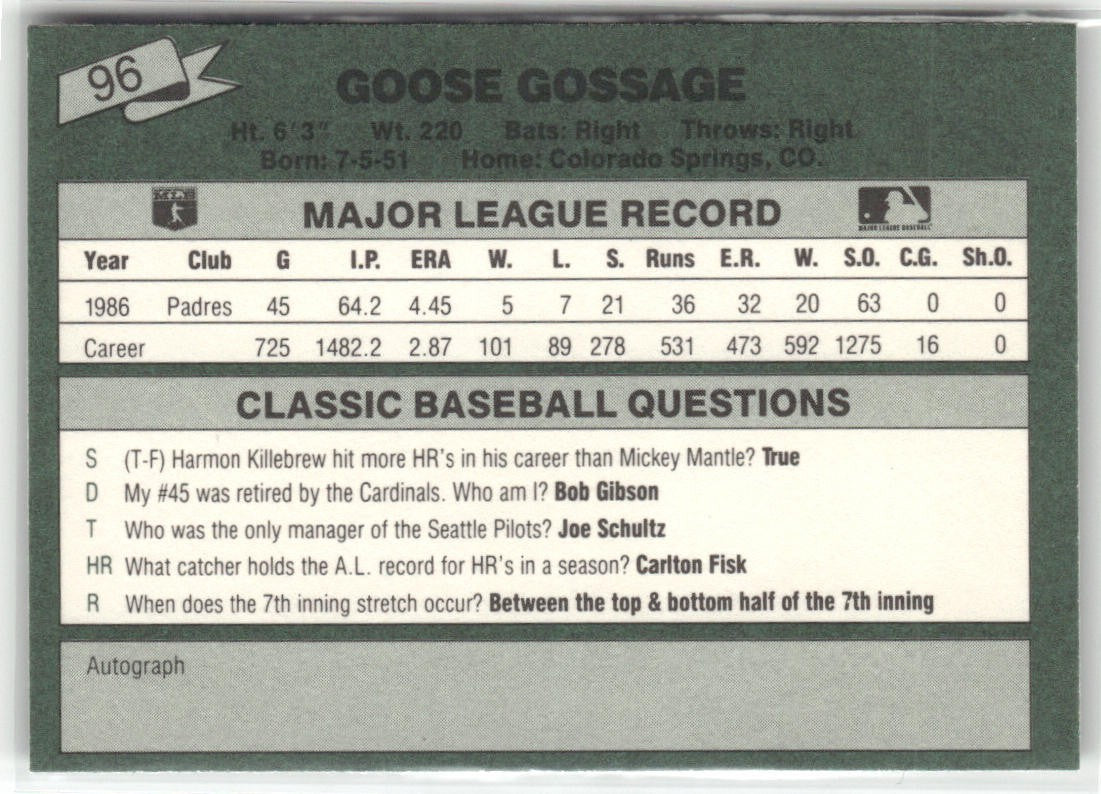 96
GOOSE GOSSAGE
Ht. 6'3" Wt. 220 Bats: Right Throws: Right
Born: 7-5-51 Home: Colorado Springs, CO.
MLB
MAJOR LEAGUE RECORD
MAJOR LEAGUE BASEBALL
Year Club G I.P. ERA W. L. S. Runs E.R. W. S.O. C.G. Sh.O.
1986 Padres 45 64.2 4.45 5 7 21 36 32 20 63 0 0
Career 725 1482.2 2.87 101 89 278 531 473 592 1275 16 0
CLASSIC BASEBALL QUESTIONS
S (T-F) Harmon Killebrew hit more HR's in his career than Mickey Mantle? True
D My #45 was retired by the Cardinals. Who am I? Bob Gibson
T Who was the only manager of the Seattle Pilots? Joe Schultz
HR What catcher holds the A.L. record for HR's in a season? Carlton Fisk
R When does the 7th inning stretch occur? Between the top & bottom half of the 7th inning
Autograph